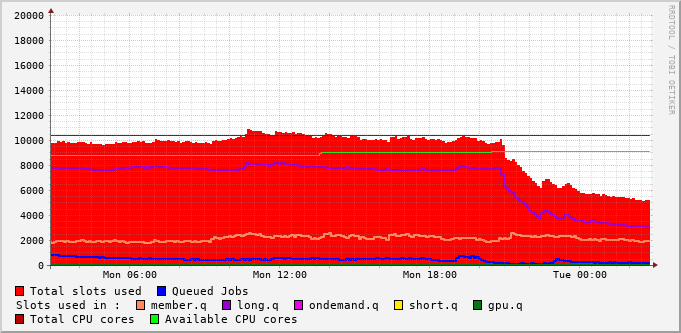 RRDTOOL / TOBI OETIKER
20000
18000
16000
14000
12000
10000
8000
6000
4000
2000
0
Mon 06:00 Mon 12:00 Mon 18:00 Tue 00:00
Total slots used Queued Jobs
Slots used in : member.q long.q ondemand.q short.q gpu.q
Total CPU cores Available CPU cores